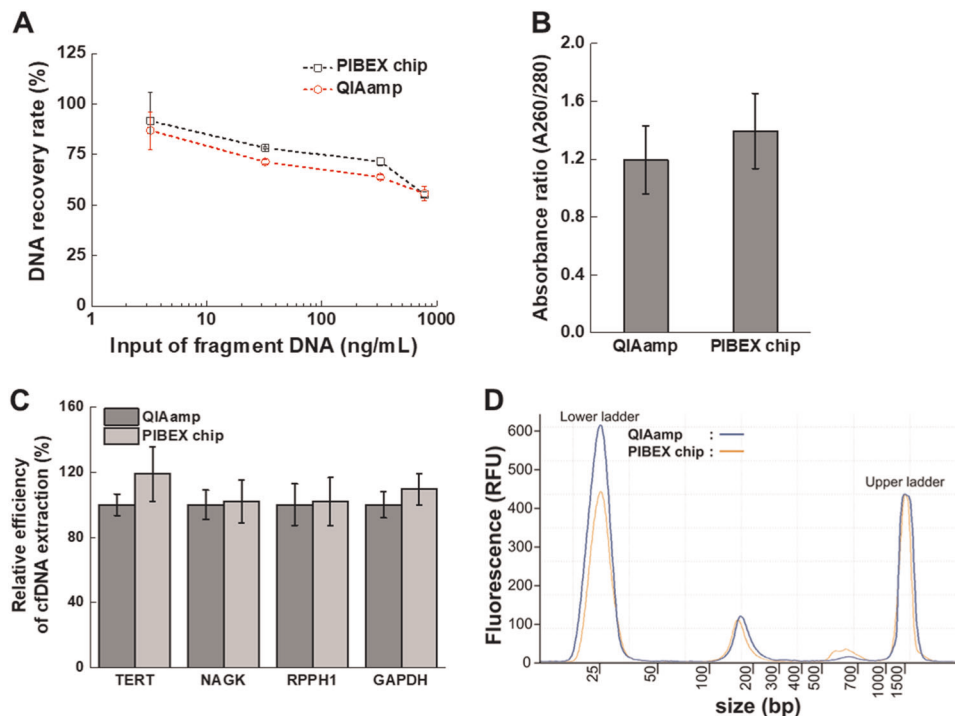 A
DNA recovery rate (%)
125
100
75
50
25
0
1
10
100
1000
Input of fragment DNA (ng/mL)
PIBEX chip
QIAamp
B
Absorbance ratio (A260/280)
2.0
1.6
1.2
0.8
0.4
0.0
QIAamp
PIBEX chip
C
Relative efficiency
of cfDNA extraction (%)
160
120
80
40
0
QIAamp
PIBEX chip
TERT
NAGK
RPPH1
GAPDH
D
Fluorescence (RFU)
600
500
400
300
200
100
0
Lower ladder
QIAamp :
PIBEX chip :
Upper ladder
25
50
100
200
300
400
500
700
1000
1500
size (bp)